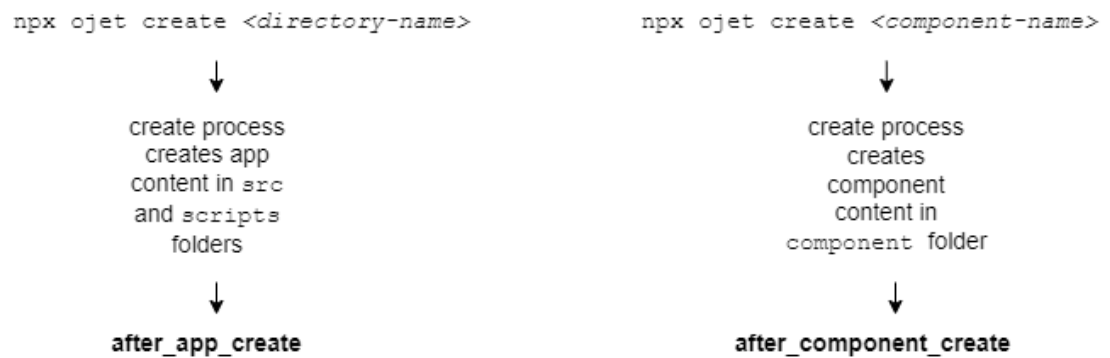 npx ojet create <directory-name>
create process
creates app
content in src
and scripts
folders
after_app_create
npx ojet create <component-name>
create process
creates
component
content in
component folder
after_component_create